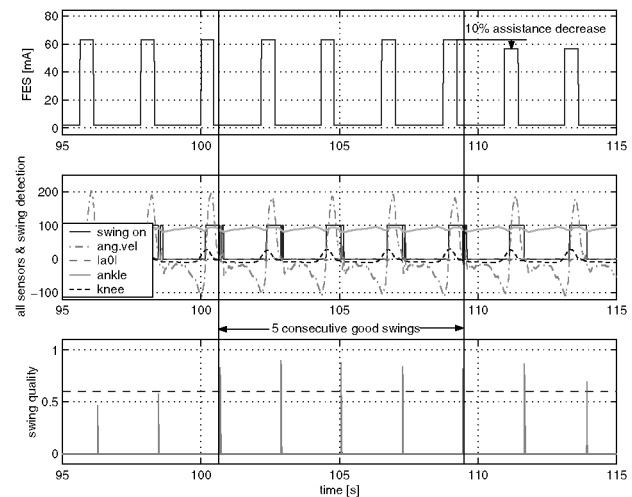 10% assistance decrease
FES [mA]
80
60
40
20
0
95 100 105 110 115
all sensors & swing detection
200
100
0
−100
swing on
ang.vel
|a0|
ankle
knee
95 100 105 110 115
5 consecutive good swings
swing quality
1
0.5
0
95 100 105 110 115
time [s]